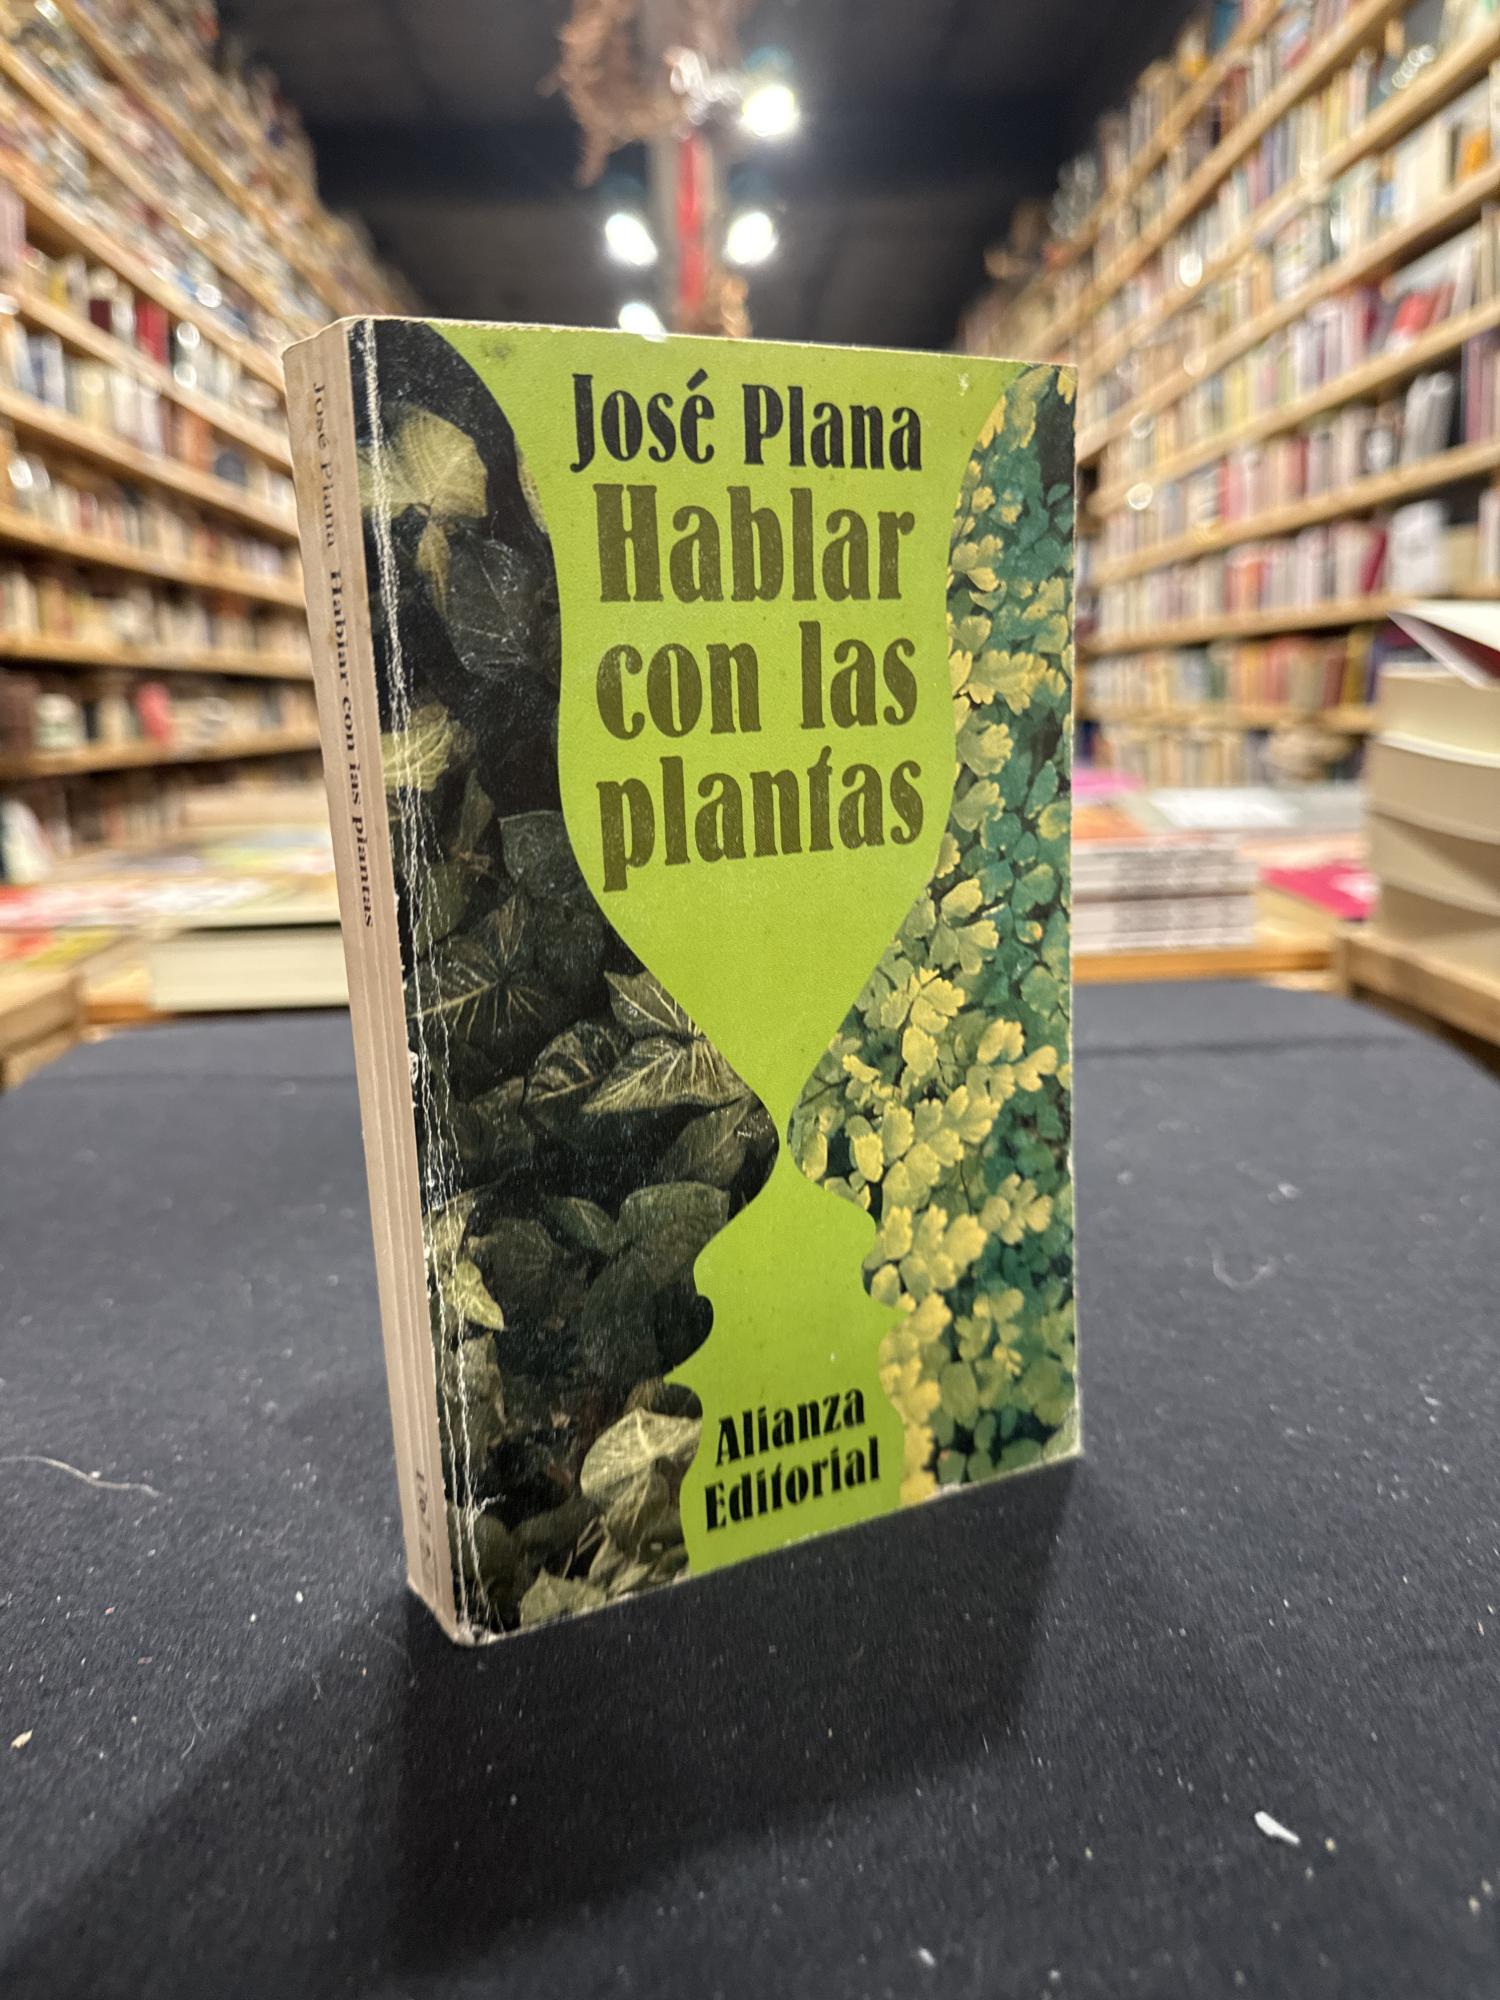 José Plana
Hablar
con las
plantas
Alianza
Editorial
José Plana Hablar con las plantas